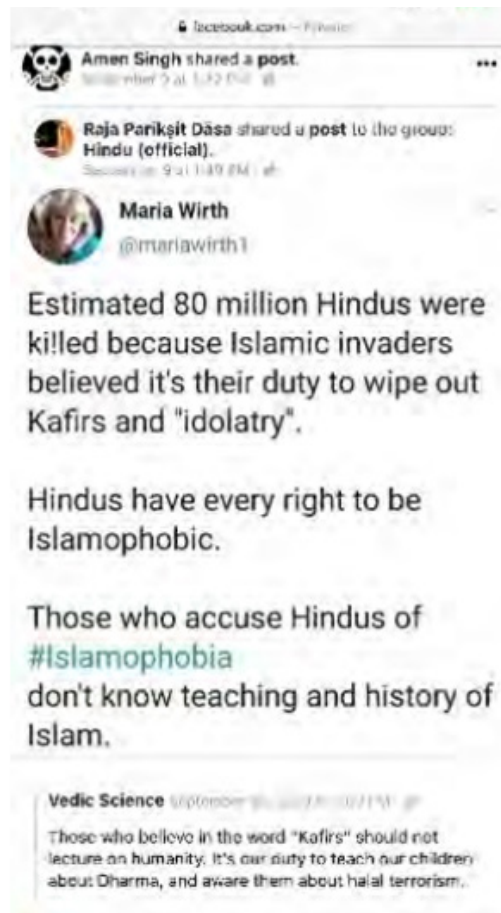 facebook.com
Amen Singh shared a post.
Raja Parikṣit Dāsa shared a post to the group:
Hindu (official).
Maria Wirth
@mariawirth1
Estimated 80 million Hindus were
ki!led because Islamic invaders
believed it's their duty to wipe out
Kafirs and "idolatry".
Hindus have every right to be
Islamophobic.
Those who accuse Hindus of
#Islamophobia
don't know teaching and history of
Islam.
Vedic Science
Those who believe in the word "Kafirs" should not
lecture on humanity. It's our duty to teach our children
about Dharma, and aware them about halal terrorism.